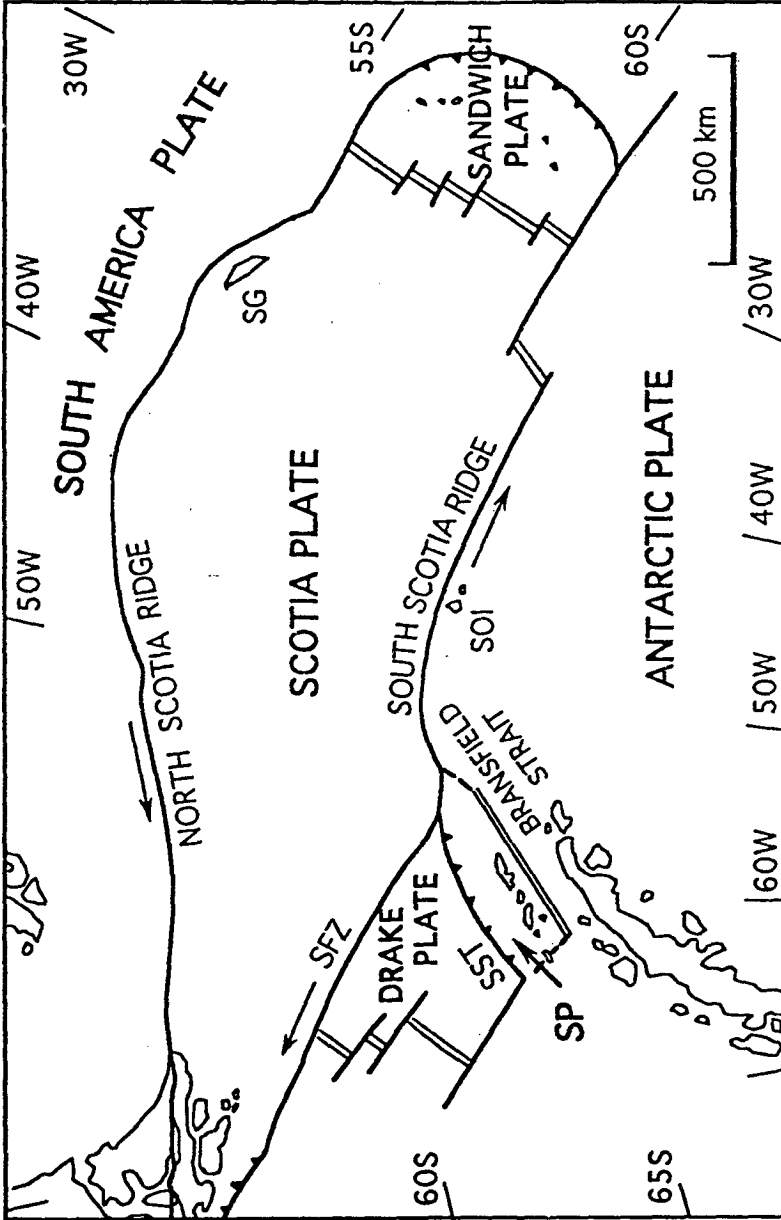 30W
40W
50W
SOUTH AMERICA PLATE
55S
SANDWICH
PLATE
SG
NORTH SCOTIA RIDGE
SCOTIA PLATE
SOUTH SCOTIA RIDGE
SOI
60S
500 km
SFZ
DRAKE
PLATE
SST
SP
BRANSFIELD
STRAIT
ANTARCTIC PLATE
60S
65S
60W
50W
40W
30W